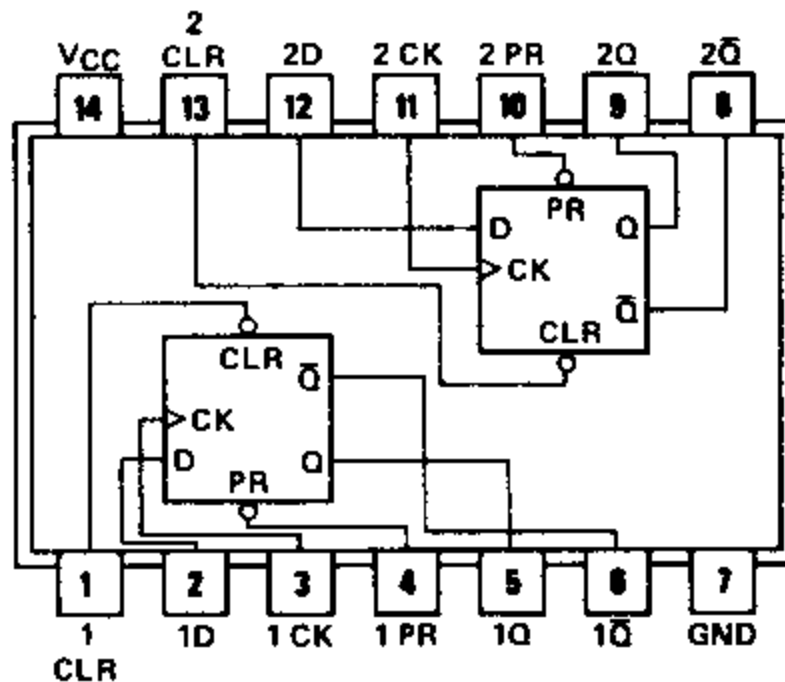 2
VCC CLR 2D 2 CK 2 PR 2Q 2Q̅
14 13 12 11 10 9 8
PR
D Q
CK
Q̅
CLR
CLR
Q̅
CK
D Q
PR
1 2 3 4 5 6 7
1 1D 1 CK 1 PR 1Q 1Q̅ GND
CLR